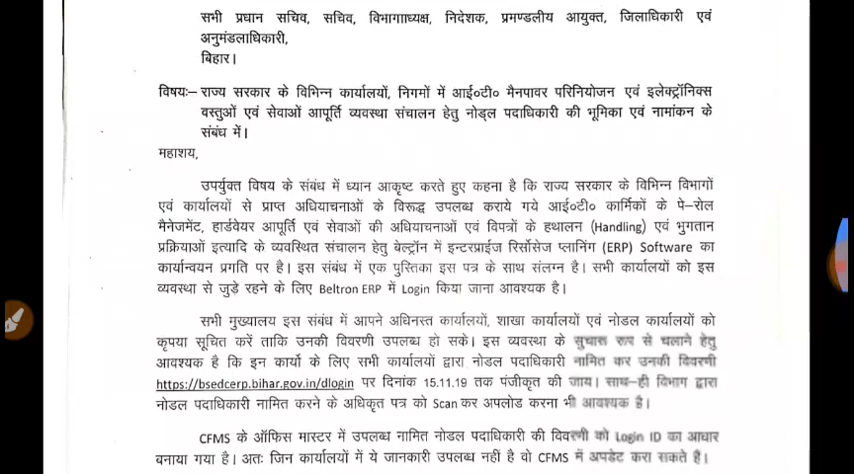 सभी प्रधान सचिव, सचिव, विभागााध्यक्ष, निदेशक, प्रमण्डलीय आयुक्त, जिलाधिकारी एवं
अनुमंडलाधिकारी,
बिहार।
विषयः– राज्य सरकार के विभिन्न कार्यालयों, निगमों में आई०टी० मैनपावर परिनियोजन एवं इलेक्ट्रॉनिक्स
वस्तुओं एवं सेवाओं आपूर्ति व्यवस्था संचालन हेतु नोड्ल पदाधिकारी की भूमिका एवं नामांकन के
संबंध में।
महाशय,
उपर्युक्त विषय के संबंध में ध्यान आकृष्ट करते हुए कहना है कि राज्य सरकार के विभिन्न विभागों
एवं कार्यालयों से प्राप्त अधियाचनाओं के विरूद्ध उपलब्ध कराये गये आई०टी० कार्मिकों के पे–रोल
मैनेजमेंट, हार्डवेयर आपूर्ति एवं सेवाओं की अधियाचनाओं एवं विपत्रों के हथालन (Handling) एवं भुगतान
प्रक्रियाओं इत्यादि के व्यवस्थित संचालन हेतु बेल्ट्रॉन में इन्टरप्राईज रिर्सोसेज प्लानिंग (ERP) Software का
कार्यान्वयन प्रगति पर है। इस संबंध में एक पुस्तिका इस पत्र के साथ संलग्न है। सभी कार्यालयों को इस
व्यवस्था से जुड़े रहने के लिए Beltron ERP में Login किया जाना आवश्यक है।
सभी मुख्यालय इस संबंध में आपने अधिनस्त कार्यालयों, शाखा कार्यालयों एवं नोडल कार्यालयों को
कृपया सूचित करें ताकि उनकी विवरणी उपलब्ध हो सके। इस व्यवस्था के सुचारू रूप से चलाने हेतु
आवश्यक है कि इन कार्यो के लिए सभी कार्यालयों द्वारा नोडल पदाधिकारी नामित कर उनकी विवरणी
https://bsedcerp.bihar.gov.in/dlogin पर दिनांक 15.11.19 तक पंजीकृत की जाय। साथ–ही विभाग द्वारा
नोडल पदाधिकारी नामित करने के अधिकृत पत्र को Scan कर अपलोड करना भी आवश्यक है।
CFMS के ऑफिस मास्टर में उपलब्ध नामित नोडल पदाधिकारी की विवरणी को Login ID का आधार
बनाया गया है। अतः जिन कार्यालयों में ये जानकारी उपलब्ध नहीं है वो CFMS में अपडेट करा सकते है।